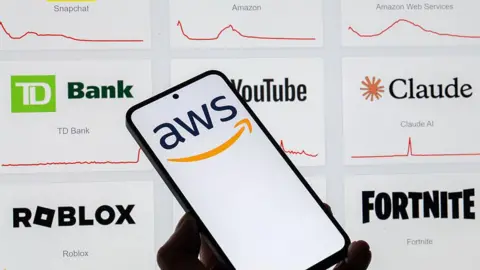 Snapchat
Amazon
Amazon Web Services
TD Bank
TD Bank
aws
YouTube
Claude
Claude AI
ROBLOX
Roblox
FORTNITE
Fortnite